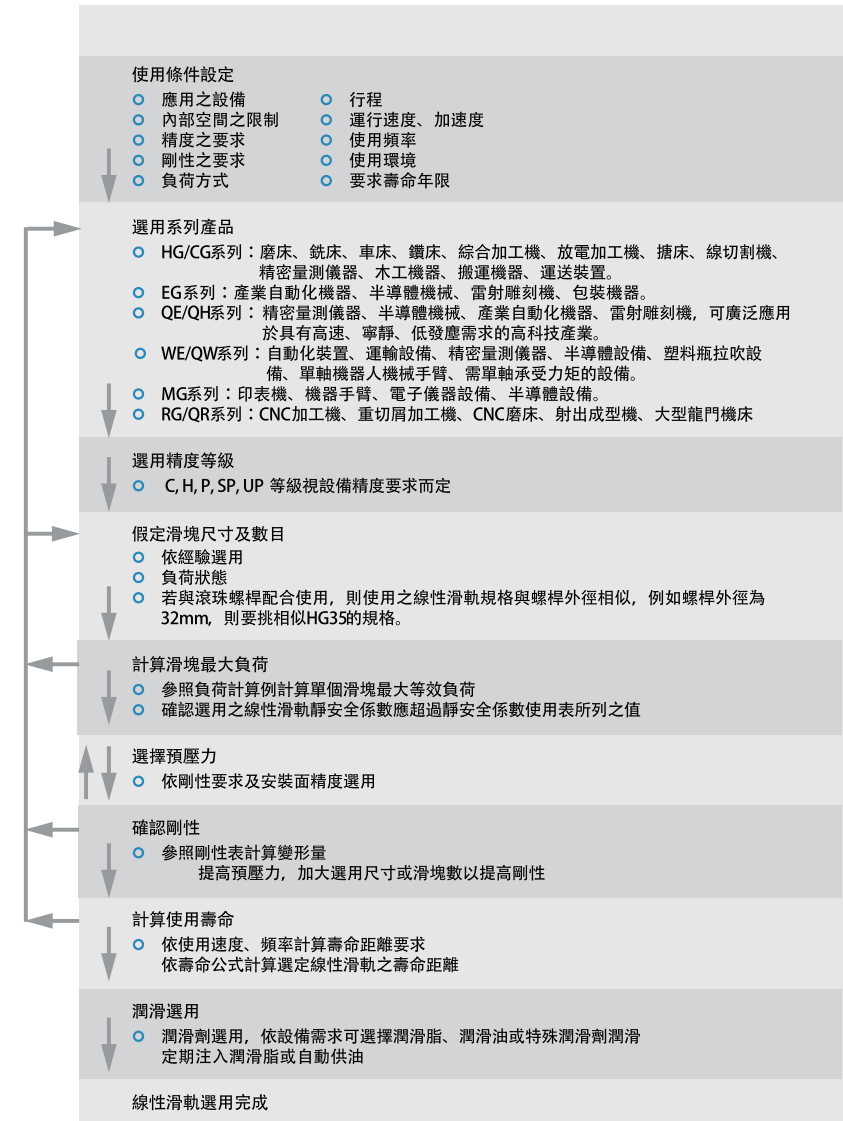 使用條件設定
應用之設備
內部空間之限制
精度之要求
剛性之要求
負荷方式
行程
運行速度、加速度
使用頻率
使用環境
要求壽命年限
選用系列產品
HG/CG系列：磨床、銑床、車床、鑽床、綜合加工機、放電加工機、搪床、線切割機、
精密量測儀器、木工機器、搬運機器、運送裝置。
EG系列：產業自動化機器、半導體機械、雷射雕刻機、包裝機器。
QE/QH系列：精密量測儀器、半導體機械、產業自動化機器、雷射雕刻機，可廣泛應用
於具有高速、寧靜、低發塵需求的高科技產業。
WE/QW系列：自動化裝置、運輸設備、精密量測儀器、半導體設備、塑料瓶拉吹設
備、單軸機器人機械手臂、需單軸承受力矩的設備。
MG系列：印表機、機器手臂、電子儀器設備、半導體設備。
RG/QR系列：CNC加工機、重切屑加工機、CNC磨床、射出成型機、大型龍門機床
選用精度等級
C, H, P, SP, UP 等級視設備精度要求而定
假定滑塊尺寸及數目
依經驗選用
負荷狀態
若與滾珠螺桿配合使用，則使用之線性滑軌規格與螺桿外徑相似，例如螺桿外徑為
32mm，則要挑相似HG35的規格。
計算滑塊最大負荷
參照負荷計算例計算單個滑塊最大等效負荷
確認選用之線性滑軌靜安全係數應超過靜安全係數使用表所列之值
選擇預壓力
依剛性要求及安裝面精度選用
確認剛性
參照剛性表計算變形量
提高預壓力，加大選用尺寸或滑塊數以提高剛性
計算使用壽命
依使用速度、頻率計算壽命距離要求
依壽命公式計算選定線性滑軌之壽命距離
潤滑選用
潤滑劑選用，依設備需求可選擇潤滑脂、潤滑油或特殊潤滑劑潤滑
定期注入潤滑脂或自動供油
線性滑軌選用完成